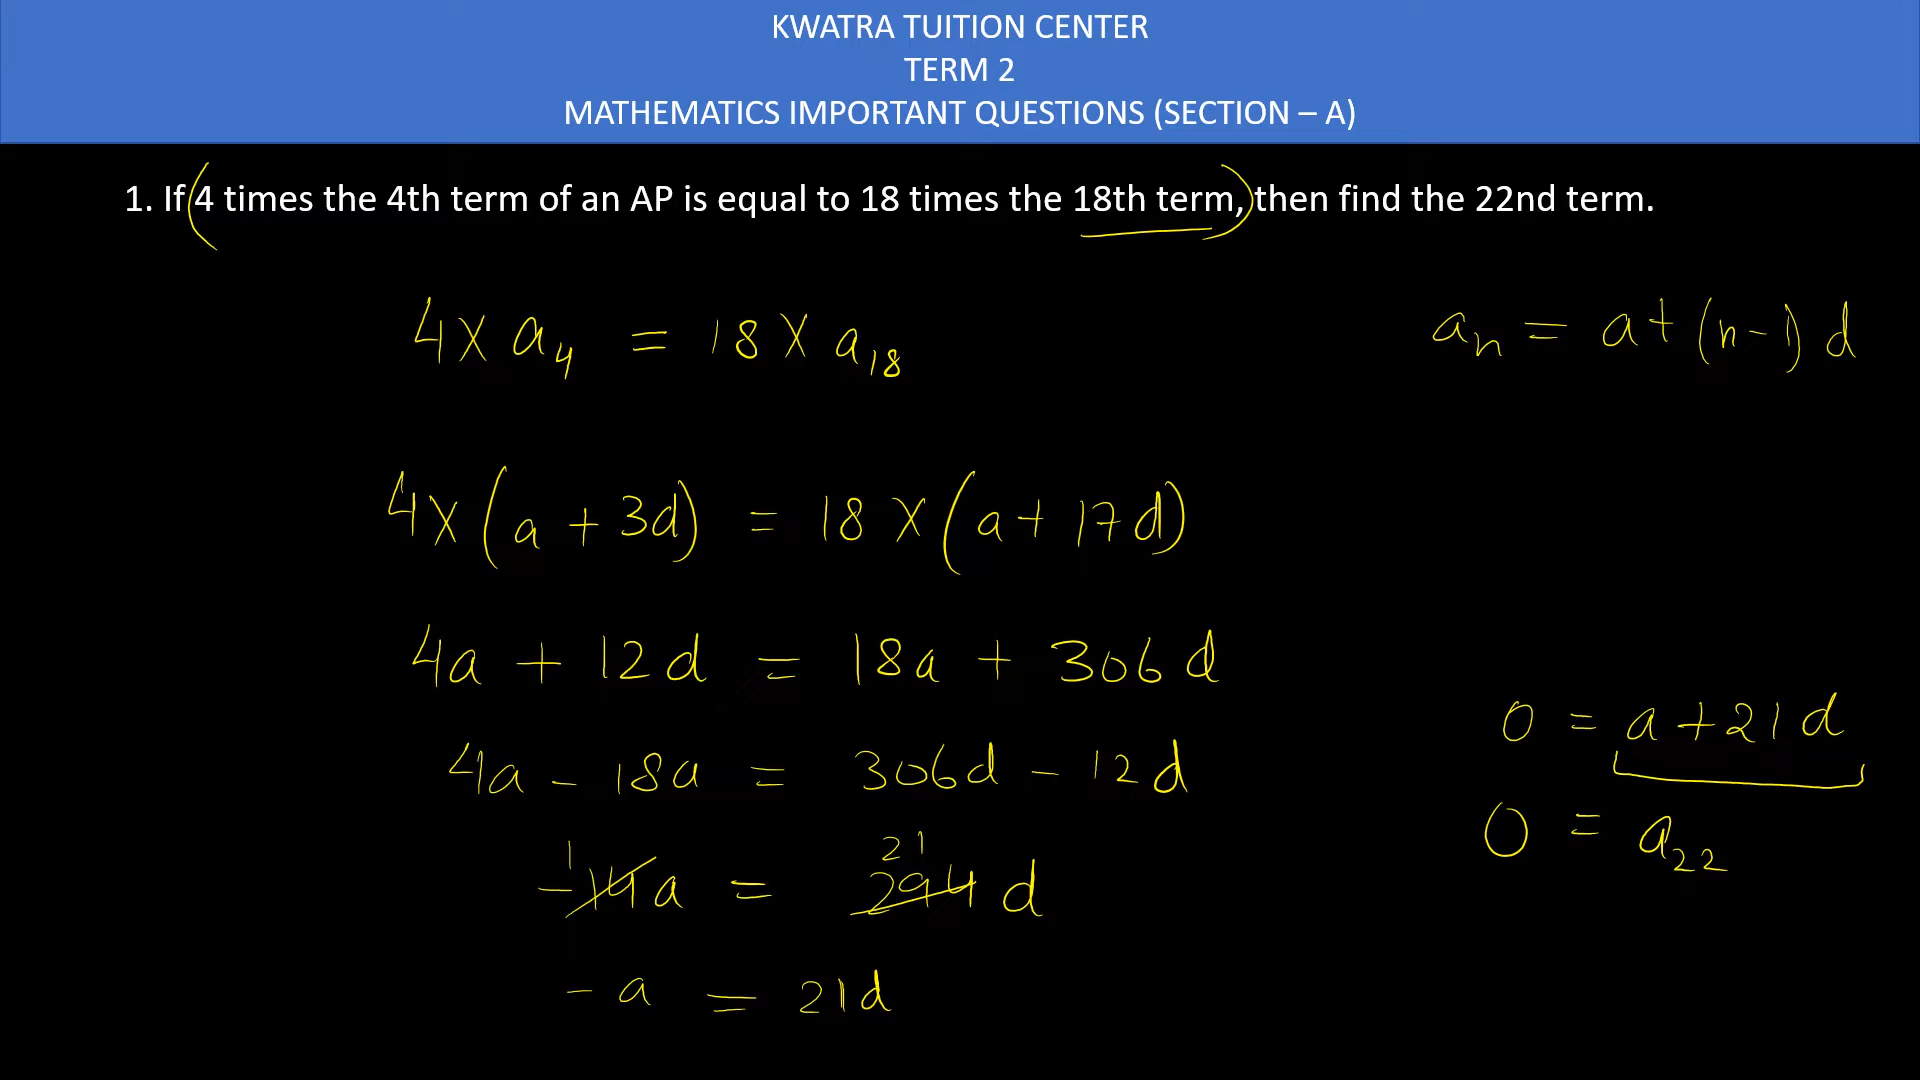 KWATRA TUITION CENTER
TERM 2
MATHEMATICS IMPORTANT QUESTIONS (SECTION – A)
1. If (4 times the 4th term of an AP is equal to 18 times the 18th term,) then find the 22nd term.
4 × a₄ = 18 × a₁₈
aₙ = a + (n-1) d
4 × (a + 3d) = 18 × (a + 17d)
4a + 12d = 18a + 306d
4a - 18a = 306d - 12d
1 21
-14a = 294d
-a = 21d
0 = a + 21d
0 = a₂₂